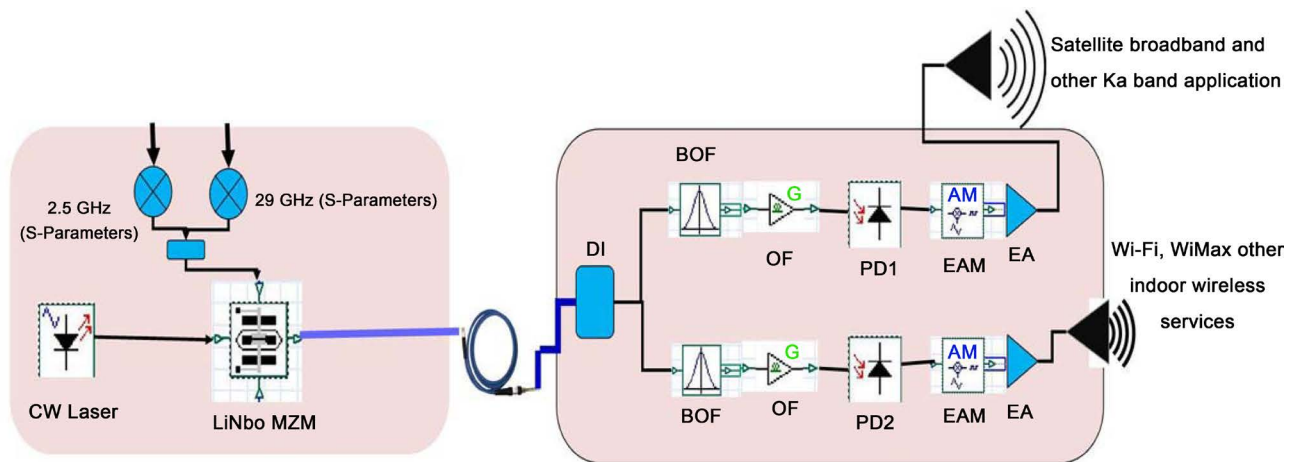 Satellite broadband and
other Ka band application
2.5 GHz
(S-Parameters)
29 GHz (S-Parameters)
CW Laser
LiNbo MZM
DI
BOF
G
OF
PD1
AM
EAM
EA
Wi-Fi, WiMax other
indoor wireless
services
BOF
G
OF
PD2
AM
EAM
EA